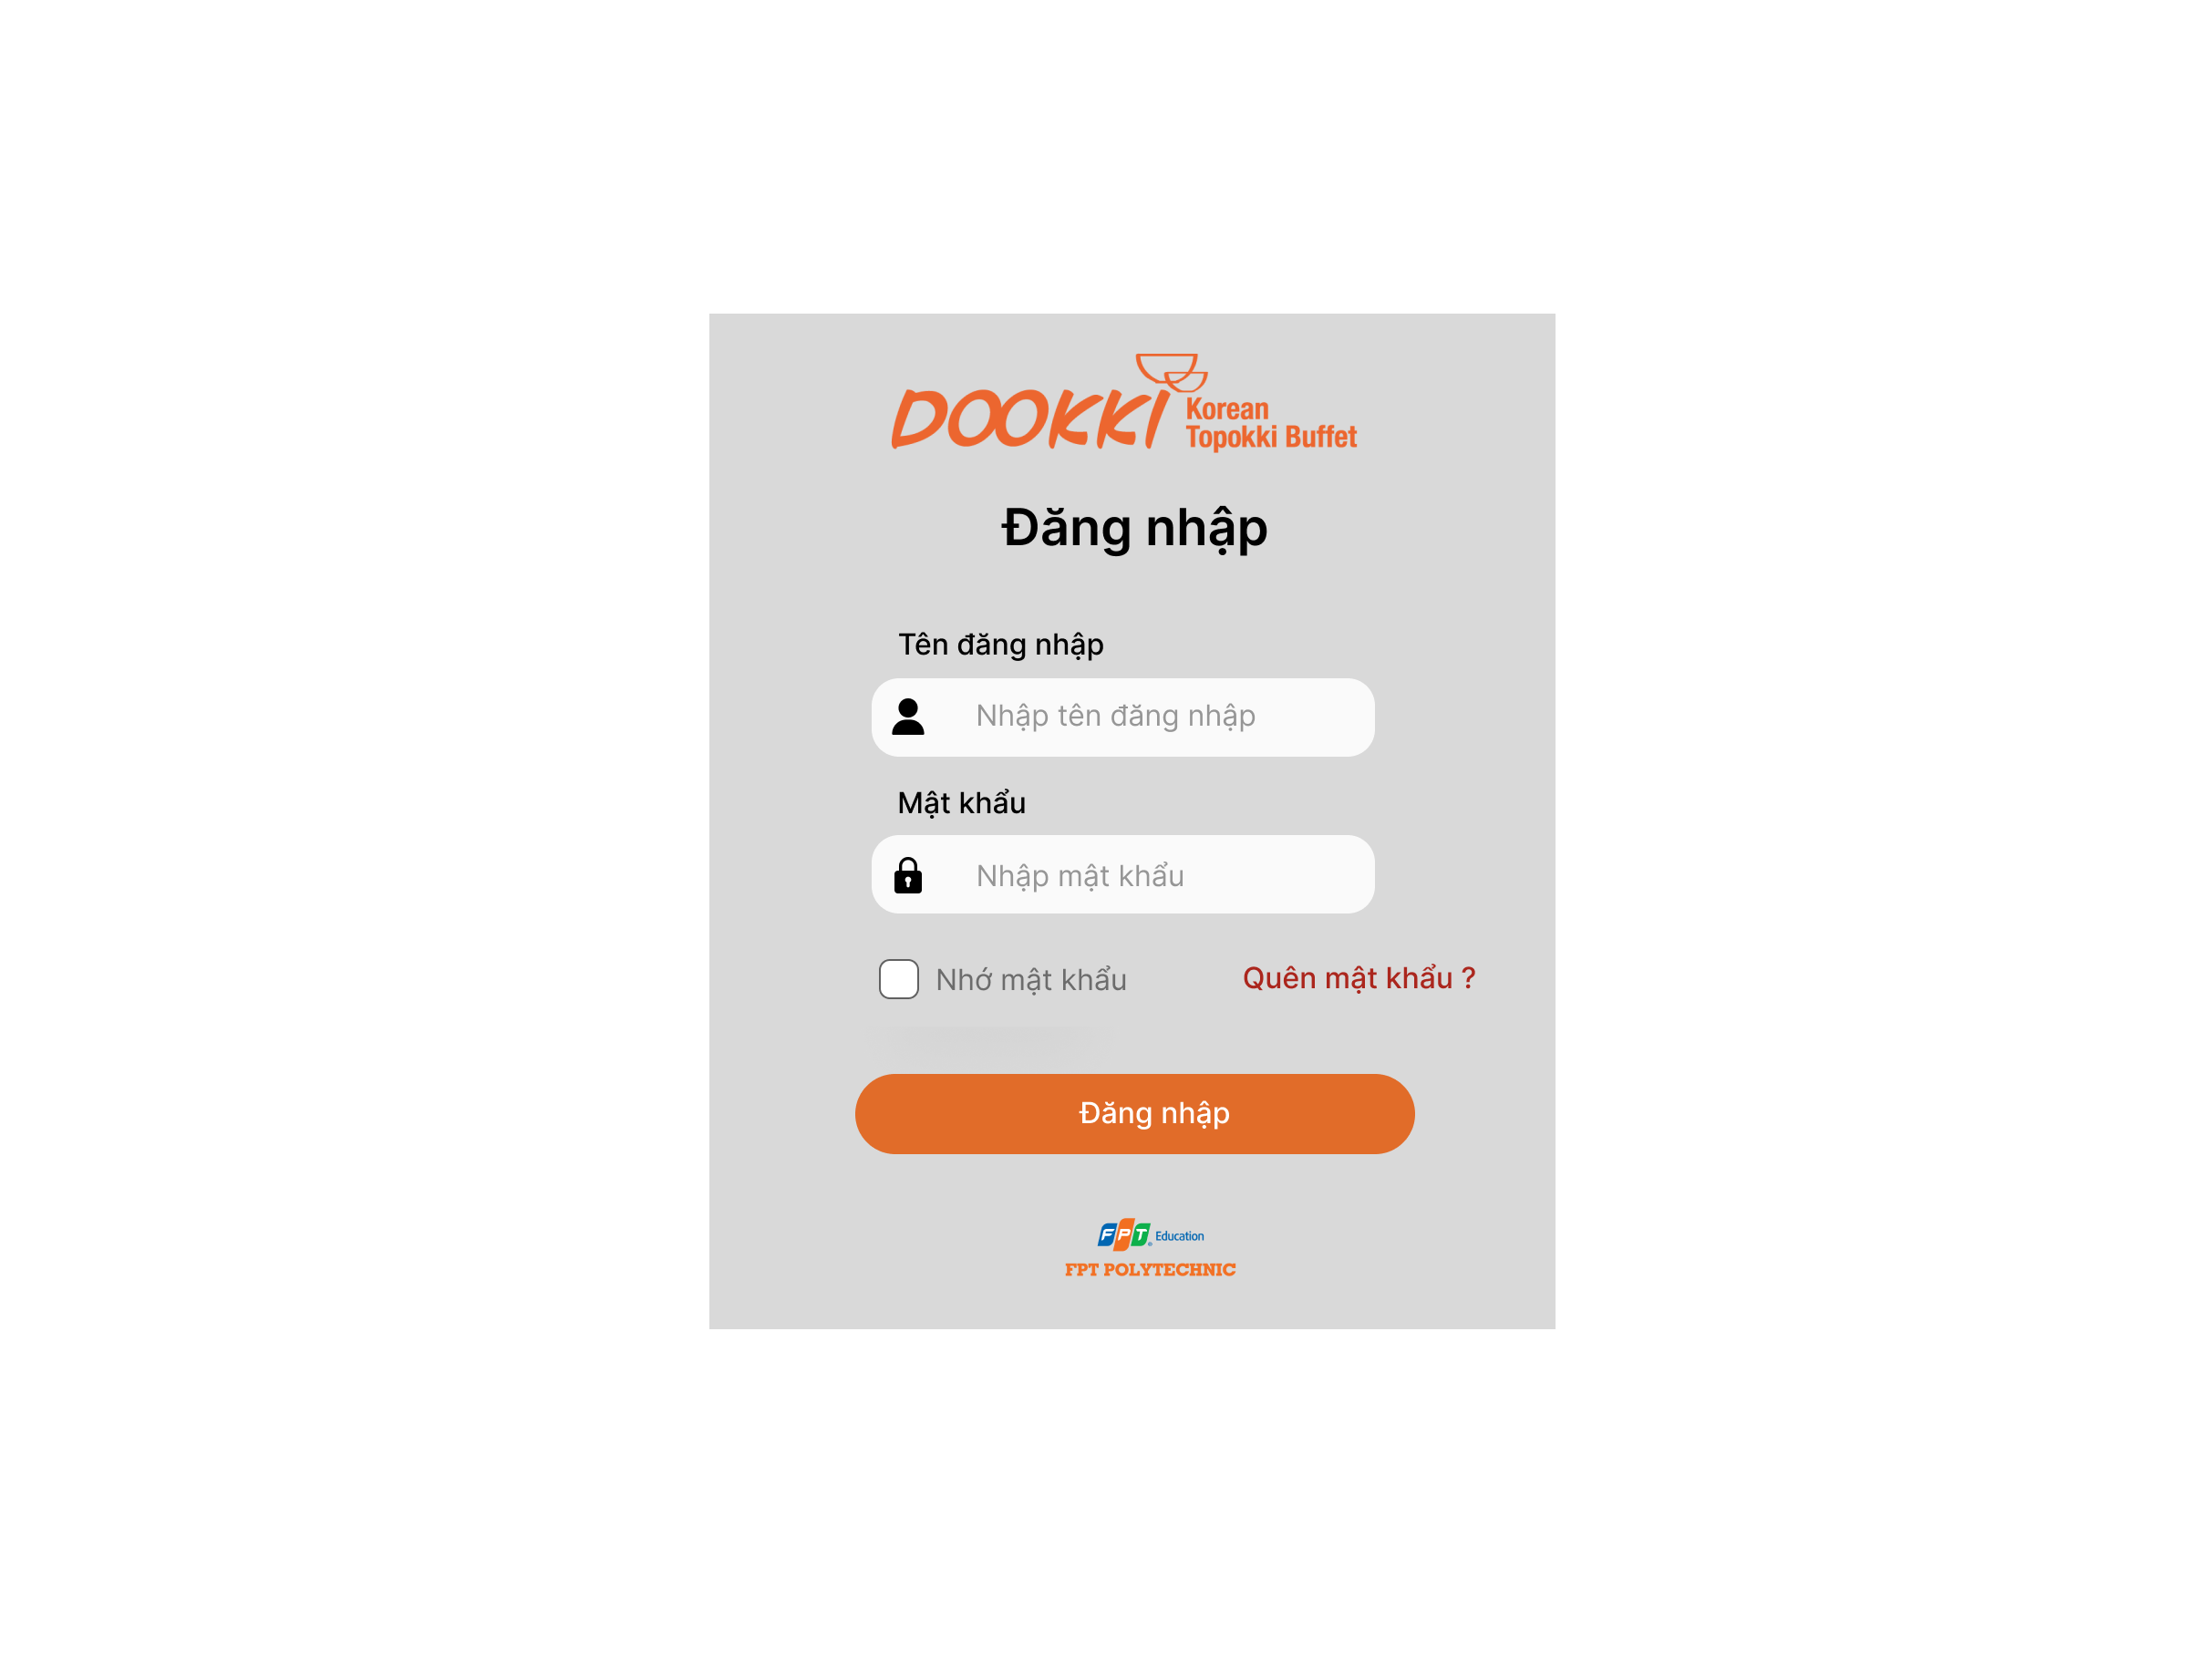 DOOKKI Korean
Topokki Buffet
Đăng nhập
Tên đăng nhập
Nhập tên đăng nhập
Mật khẩu
Nhập mật khẩu
Nhớ mật khẩu Quên mật khẩu ?
Đăng nhập
FPT® Education
FPT POLYTECHNIC